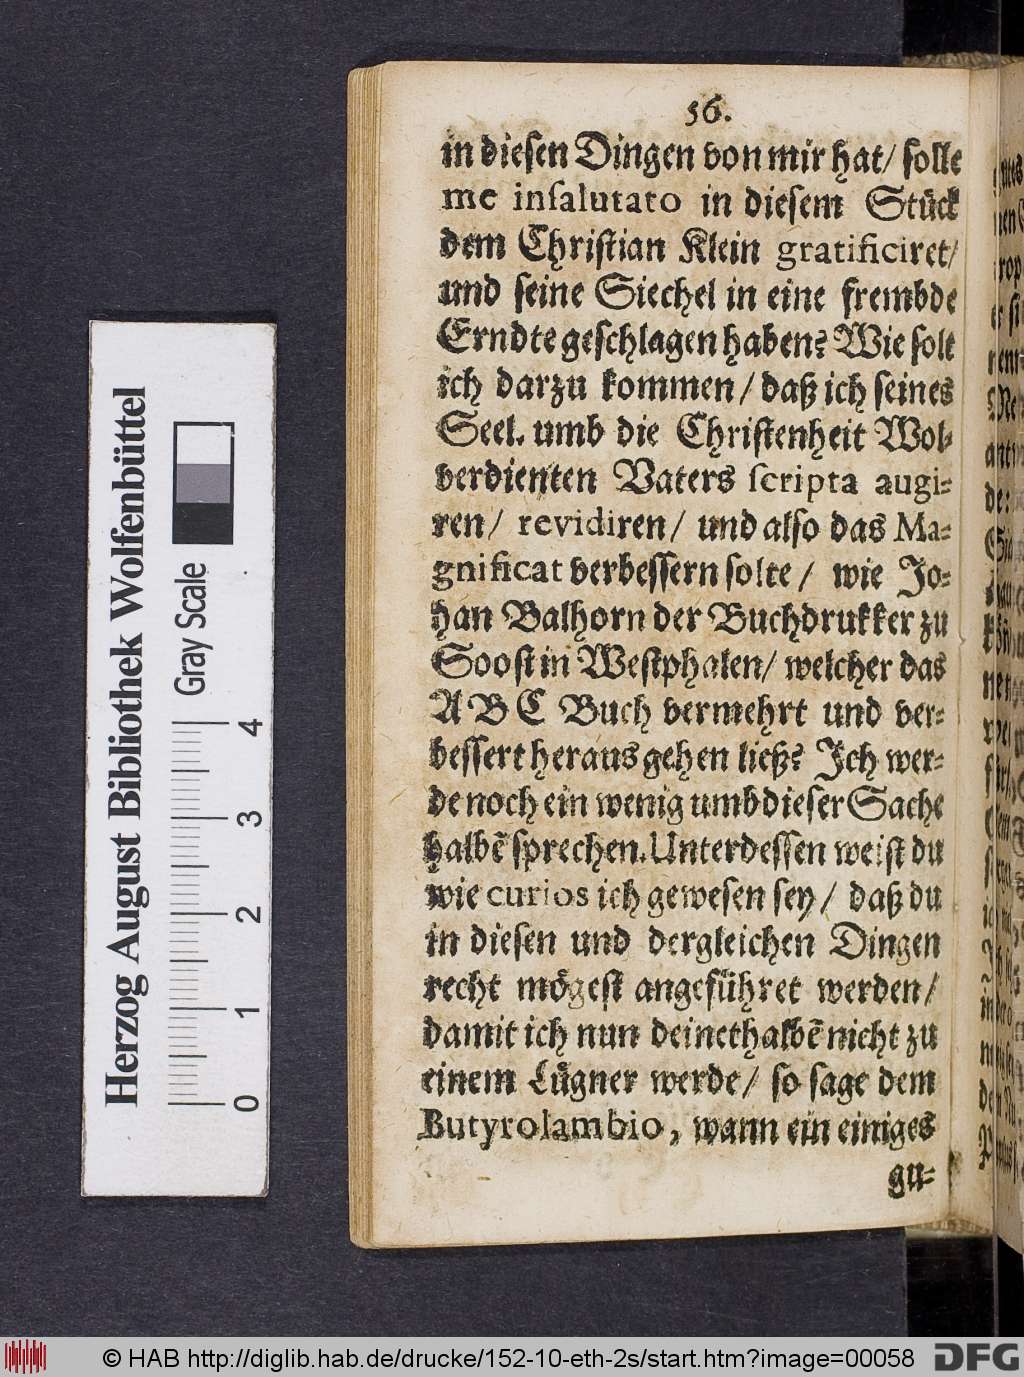 56.
in diesen Dingen von mir hat/ solle
me insalutato in diesem Stück
dem Christian Klein gratificiret/
und seine Siechel in eine frembde
Erndte geschlagen haben? Wie solt
ich darzu kommen/ daß ich seines
Seel. umb die Christenheit Wol-
verdienten Vaters scripta augi-
ren/ revidiren/ und also das Ma-
gnificat verbessern solte/ wie Jo-
han Balhorn der Buchdrukker zu
Soost in Westphalen/ welcher das
A B C Buch vermehrt und ver-
bessert heraus gehen ließ? Ich wer-
de noch ein wenig umb dieser Sache
halbē sprechen. Unterdessen weist du
wie curios ich gewesen sey/ daß du
in diesen und dergleichen Dingen
recht mögest angeführet werden/
damit ich nun deinethalbē nicht zu
einem Lügner werde/ so sage dem
Butyrolambio, wann ein einiges
gu-
Herzog August Bibliothek Wolfenbüttel
Gray Scale
0 1 2 3 4
© HAB http://diglib.hab.de/drucke/152-10-eth-2s/start.htm?image=00058
DFG